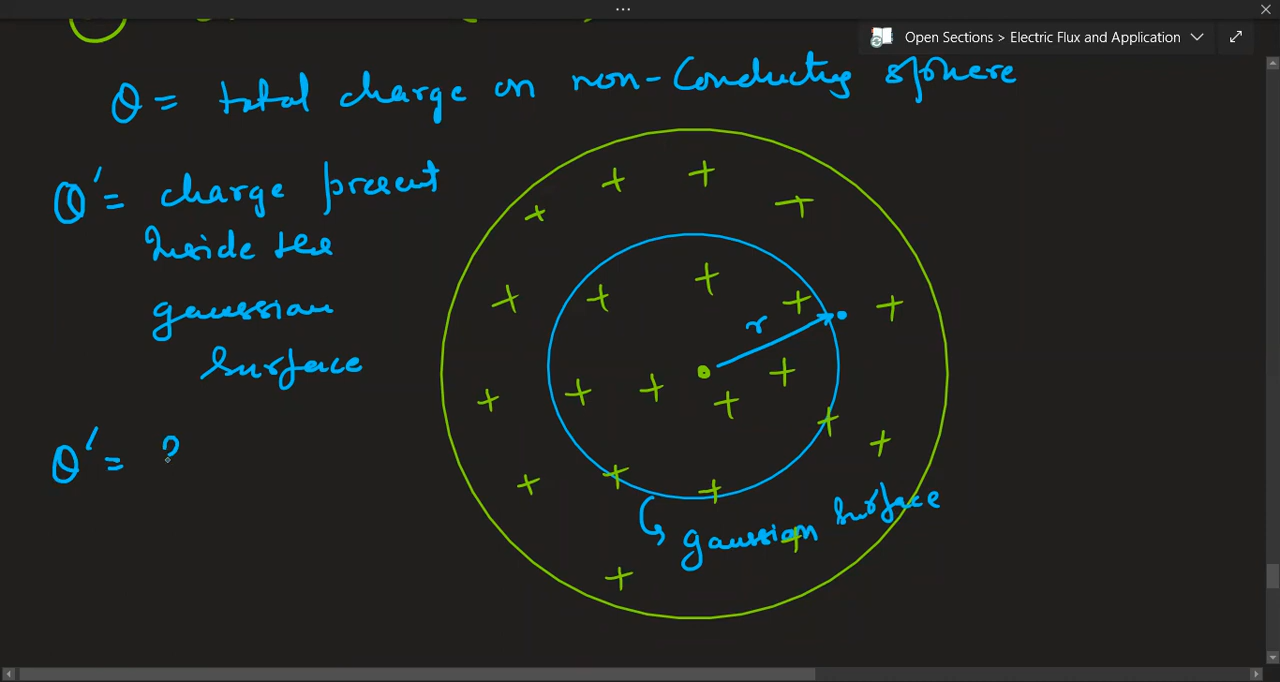 Open Sections > Electric Flux and Application
Q = total charge on non-Conducting sphere
Q' = charge present
Inside the
gaussian
Surface
r
Q' = ?
gaussian Surface